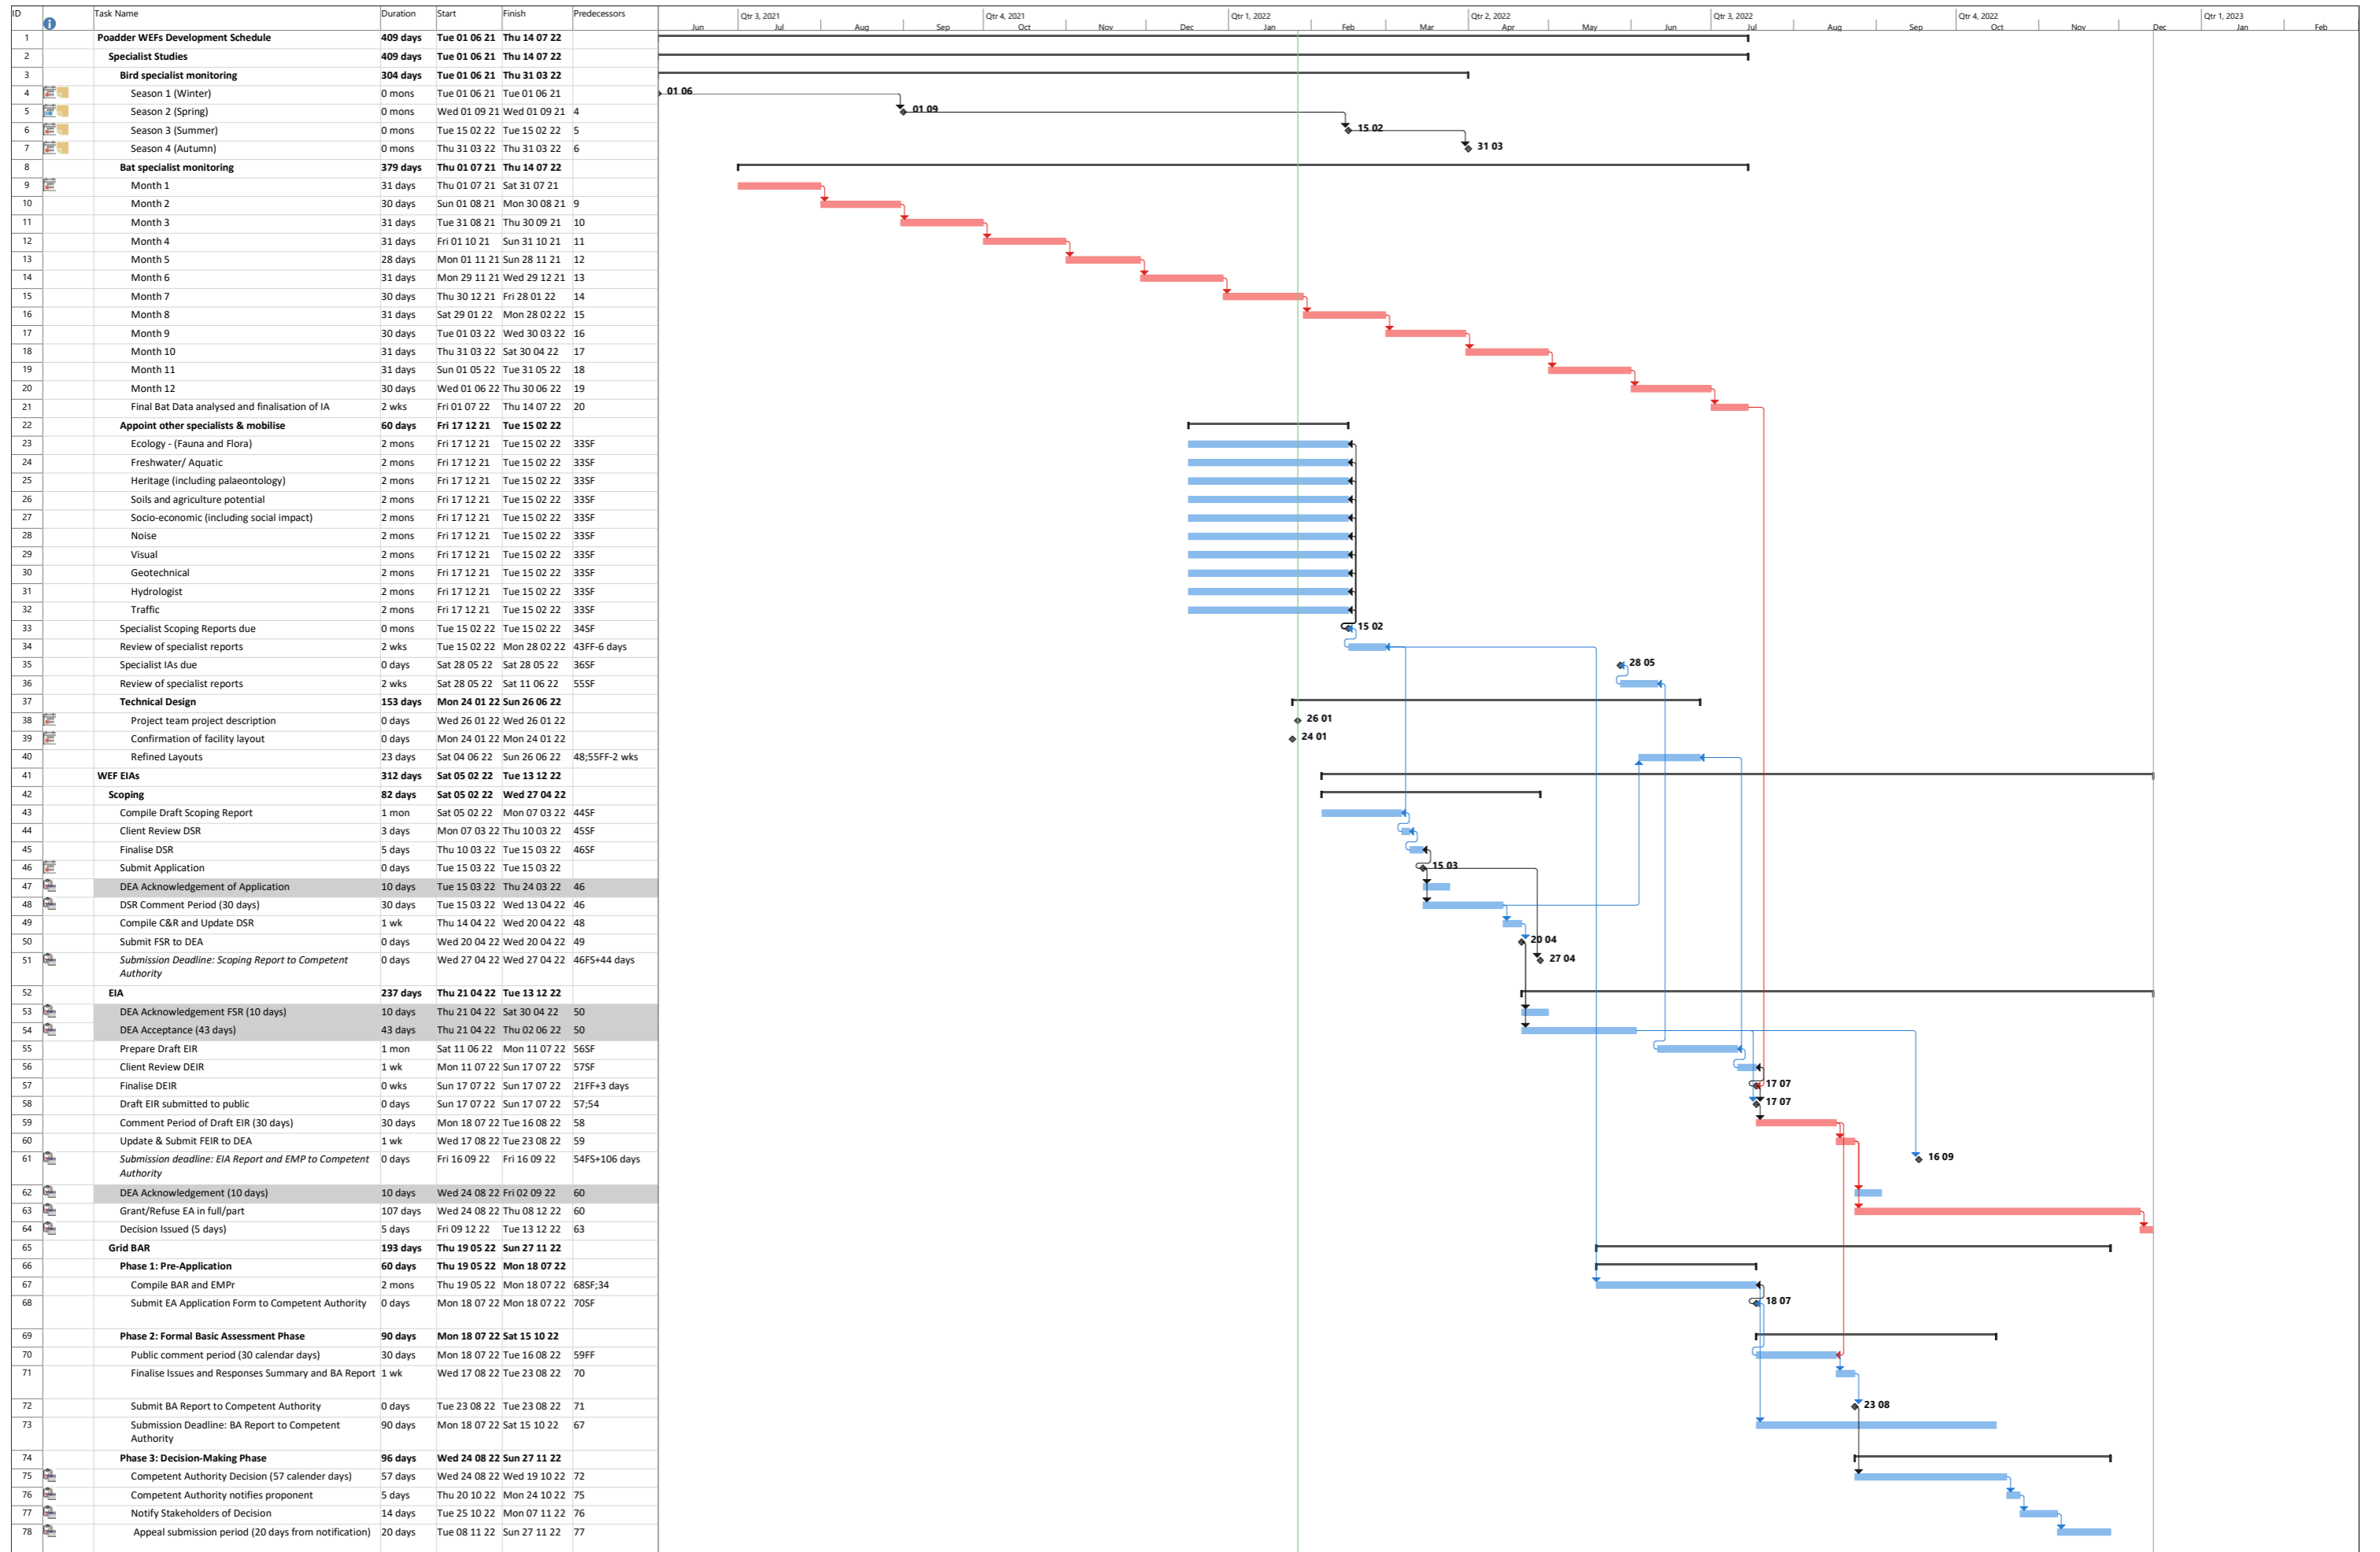 ID Task Name Duration Start Finish Predecessors
Qtr 3, 2021 Qtr 4, 2021 Qtr 1, 2022 Qtr 2, 2022 Qtr 3, 2022 Qtr 4, 2022 Qtr 1, 2023
Jun Jul Aug Sep Oct Nov Dec Jan Feb Mar Apr May Jun Jul Aug Sep Oct Nov Dec Jan Feb
1 Poadder WEFs Development Schedule 409 days Tue 01 06 21 Thu 14 07 22
2 Specialist Studies 409 days Tue 01 06 21 Thu 14 07 22
3 Bird specialist monitoring 304 days Tue 01 06 21 Thu 31 03 22
4 Season 1 (Winter) 0 mons Tue 01 06 21 Tue 01 06 21 01 06
5 Season 2 (Spring) 0 mons Wed 01 09 21 Wed 01 09 21 4 01 09
6 Season 3 (Summer) 0 mons Tue 15 02 22 Tue 15 02 22 5 15 02
7 Season 4 (Autumn) 0 mons Thu 31 03 22 Thu 31 03 22 6 31 03
8 Bat specialist monitoring 379 days Thu 01 07 21 Thu 14 07 22
9 Month 1 31 days Thu 01 07 21 Sat 31 07 21
10 Month 2 30 days Sun 01 08 21 Mon 30 08 21 9
11 Month 3 31 days Tue 31 08 21 Thu 30 09 21 10
12 Month 4 31 days Fri 01 10 21 Sun 31 10 21 11
13 Month 5 28 days Mon 01 11 21 Sun 28 11 21 12
14 Month 6 31 days Mon 29 11 21 Wed 29 12 21 13
15 Month 7 30 days Thu 30 12 21 Fri 28 01 22 14
16 Month 8 31 days Sat 29 01 22 Mon 28 02 22 15
17 Month 9 30 days Tue 01 03 22 Wed 30 03 22 16
18 Month 10 31 days Thu 31 03 22 Sat 30 04 22 17
19 Month 11 31 days Sun 01 05 22 Tue 31 05 22 18
20 Month 12 30 days Wed 01 06 22 Thu 30 06 22 19
21 Final Bat Data analysed and finalisation of IA 2 wks Fri 01 07 22 Thu 14 07 22 20
22 Appoint other specialists & mobilise 60 days Fri 17 12 21 Tue 15 02 22
23 Ecology - (Fauna and Flora) 2 mons Fri 17 12 21 Tue 15 02 22 33SF
24 Freshwater/ Aquatic 2 mons Fri 17 12 21 Tue 15 02 22 33SF
25 Heritage (including palaeontology) 2 mons Fri 17 12 21 Tue 15 02 22 33SF
26 Soils and agriculture potential 2 mons Fri 17 12 21 Tue 15 02 22 33SF
27 Socio-economic (including social impact) 2 mons Fri 17 12 21 Tue 15 02 22 33SF
28 Noise 2 mons Fri 17 12 21 Tue 15 02 22 33SF
29 Visual 2 mons Fri 17 12 21 Tue 15 02 22 33SF
30 Geotechnical 2 mons Fri 17 12 21 Tue 15 02 22 33SF
31 Hydrologist 2 mons Fri 17 12 21 Tue 15 02 22 33SF
32 Traffic 2 mons Fri 17 12 21 Tue 15 02 22 33SF
33 Specialist Scoping Reports due 0 mons Tue 15 02 22 Tue 15 02 22 34SF 15 02
34 Review of specialist reports 2 wks Tue 15 02 22 Mon 28 02 22 43FF-6 days
35 Specialist IAs due 0 days Sat 28 05 22 Sat 28 05 22 36SF 28 05
36 Review of specialist reports 2 wks Sat 28 05 22 Sat 11 06 22 55SF
37 Technical Design 153 days Mon 24 01 22 Sun 26 06 22
38 Project team project description 0 days Wed 26 01 22 Wed 26 01 22 26 01
39 Confirmation of facility layout 0 days Mon 24 01 22 Mon 24 01 22 24 01
40 Refined Layouts 23 days Sat 04 06 22 Sun 26 06 22 48;55FF-2 wks
41 WEF EIAs 312 days Sat 05 02 22 Tue 13 12 22
42 Scoping 82 days Sat 05 02 22 Wed 27 04 22
43 Compile Draft Scoping Report 1 mon Sat 05 02 22 Mon 07 03 22 44SF
44 Client Review DSR 3 days Mon 07 03 22 Thu 10 03 22 45SF
45 Finalise DSR 5 days Thu 10 03 22 Tue 15 03 22 46SF
46 Submit Application 0 days Tue 15 03 22 Tue 15 03 22 15 03
47 DEA Acknowledgement of Application 10 days Tue 15 03 22 Thu 24 03 22 46
48 DSR Comment Period (30 days) 30 days Tue 15 03 22 Wed 13 04 22 46
49 Compile C&R and Update DSR 1 wk Thu 14 04 22 Wed 20 04 22 48
50 Submit FSR to DEA 0 days Wed 20 04 22 Wed 20 04 22 49 20 04
51 Submission Deadline: Scoping Report to Competent 0 days Wed 27 04 22 Wed 27 04 22 46FS+44 days 27 04
Authority
52 EIA 237 days Thu 21 04 22 Tue 13 12 22
53 DEA Acknowledgement FSR (10 days) 10 days Thu 21 04 22 Sat 30 04 22 50
54 DEA Acceptance (43 days) 43 days Thu 21 04 22 Thu 02 06 22 50
55 Prepare Draft EIR 1 mon Sat 11 06 22 Mon 11 07 22 56SF
56 Client Review DEIR 1 wk Mon 11 07 22 Sun 17 07 22 57SF
57 Finalise DEIR 0 wks Sun 17 07 22 Sun 17 07 22 21FF+3 days 17 07
58 Draft EIR submitted to public 0 days Sun 17 07 22 Sun 17 07 22 57;54 17 07
59 Comment Period of Draft EIR (30 days) 30 days Mon 18 07 22 Tue 16 08 22 58
60 Update & Submit FEIR to DEA 1 wk Wed 17 08 22 Tue 23 08 22 59
61 Submission deadline: EIA Report and EMP to Competent 0 days Fri 16 09 22 Fri 16 09 22 54FS+106 days 16 09
Authority
62 DEA Acknowledgement (10 days) 10 days Wed 24 08 22 Fri 02 09 22 60
63 Grant/Refuse EA in full/part 107 days Wed 24 08 22 Thu 08 12 22 60
64 Decision Issued (5 days) 5 days Fri 09 12 22 Tue 13 12 22 63
65 Grid BAR 193 days Thu 19 05 22 Sun 27 11 22
66 Phase 1: Pre-Application 60 days Thu 19 05 22 Mon 18 07 22
67 Compile BAR and EMPr 2 mons Thu 19 05 22 Mon 18 07 22 68SF;34
68 Submit EA Application Form to Competent Authority 0 days Mon 18 07 22 Mon 18 07 22 70SF 18 07
69 Phase 2: Formal Basic Assessment Phase 90 days Mon 18 07 22 Sat 15 10 22
70 Public comment period (30 calendar days) 30 days Mon 18 07 22 Tue 16 08 22 59FF
71 Finalise Issues and Responses Summary and BA Report 1 wk Wed 17 08 22 Tue 23 08 22 70
72 Submit BA Report to Competent Authority 0 days Tue 23 08 22 Tue 23 08 22 71 23 08
73 Submission Deadline: BA Report to Competent 90 days Mon 18 07 22 Sat 15 10 22 67
Authority
74 Phase 3: Decision-Making Phase 96 days Wed 24 08 22 Sun 27 11 22
75 Competent Authority Decision (57 calender days) 57 days Wed 24 08 22 Wed 19 10 22 72
76 Competent Authority notifies proponent 5 days Thu 20 10 22 Mon 24 10 22 75
77 Notify Stakeholders of Decision 14 days Tue 25 10 22 Mon 07 11 22 76
78 Appeal submission period (20 days from notification) 20 days Tue 08 11 22 Sun 27 11 22 77